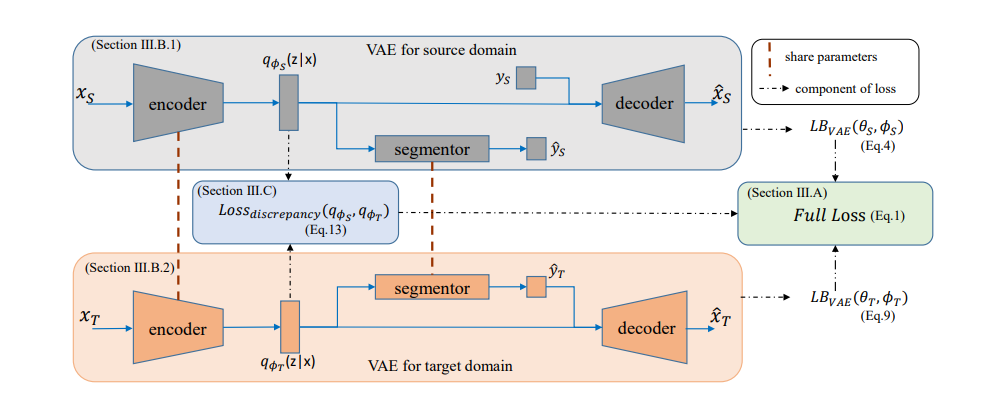 (Section III.B.1)
VAE for source domain
q_{ϕ_S}(z|x)
y_S
x_S
encoder
decoder
x̂_S
segmentor
ŷ_S
share parameters
component of loss
LB_{VAE}(θ_S, ϕ_S)
(Eq.4)
(Section III.C)
Loss_{discrepancy}(q_{ϕ_S}, q_{ϕ_T})
(Eq.13)
(Section III.A)
Full Loss (Eq.1)
(Section III.B.2)
ŷ_T
segmentor
x_T
encoder
decoder
x̂_T
q_{ϕ_T}(z|x)
VAE for target domain
LB_{VAE}(θ_T, ϕ_T)
(Eq.9)